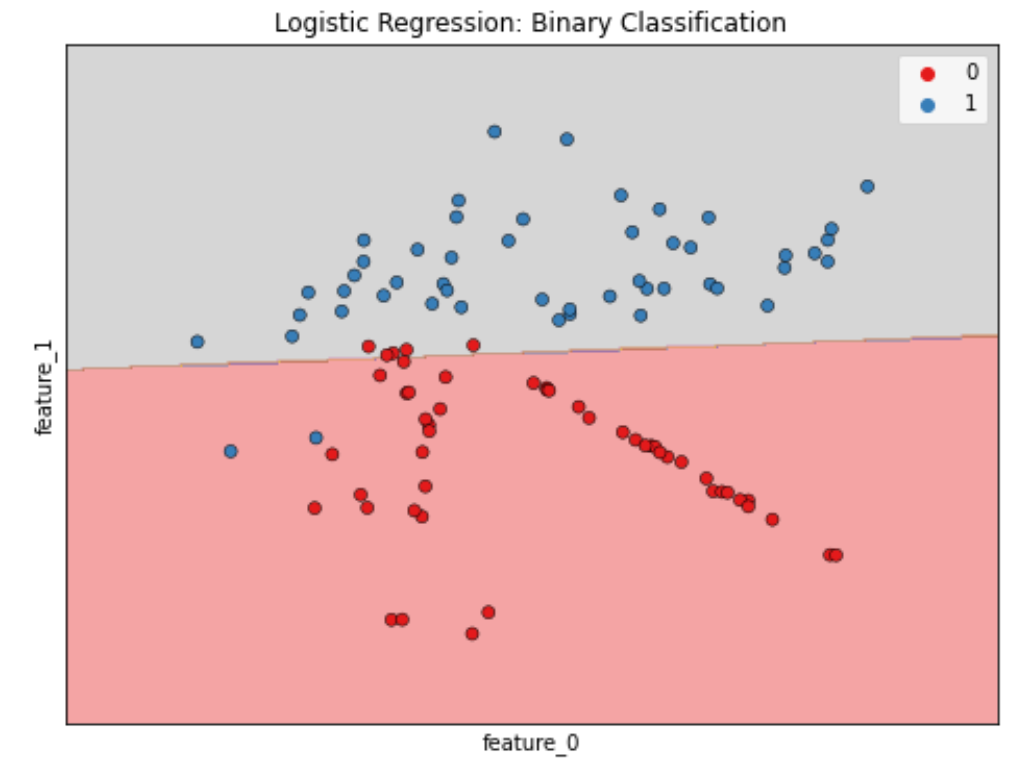 Logistic Regression: Binary Classification
0
1
feature_1
feature_0